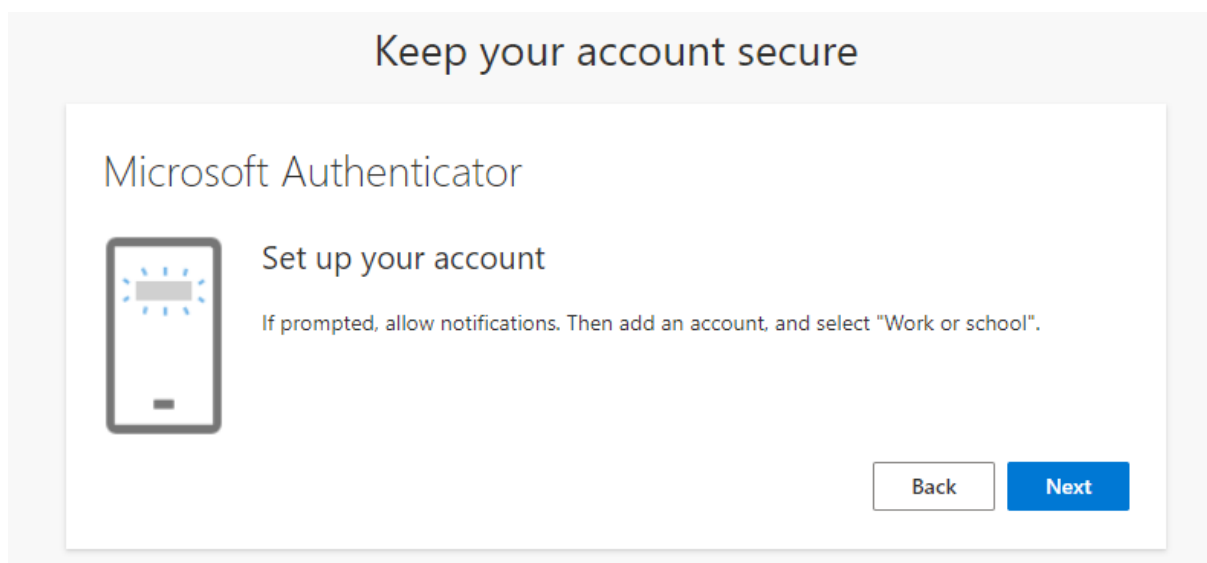 Keep your account secure
Microsoft Authenticator
Set up your account
If prompted, allow notifications. Then add an account, and select "Work or school".
Back
Next